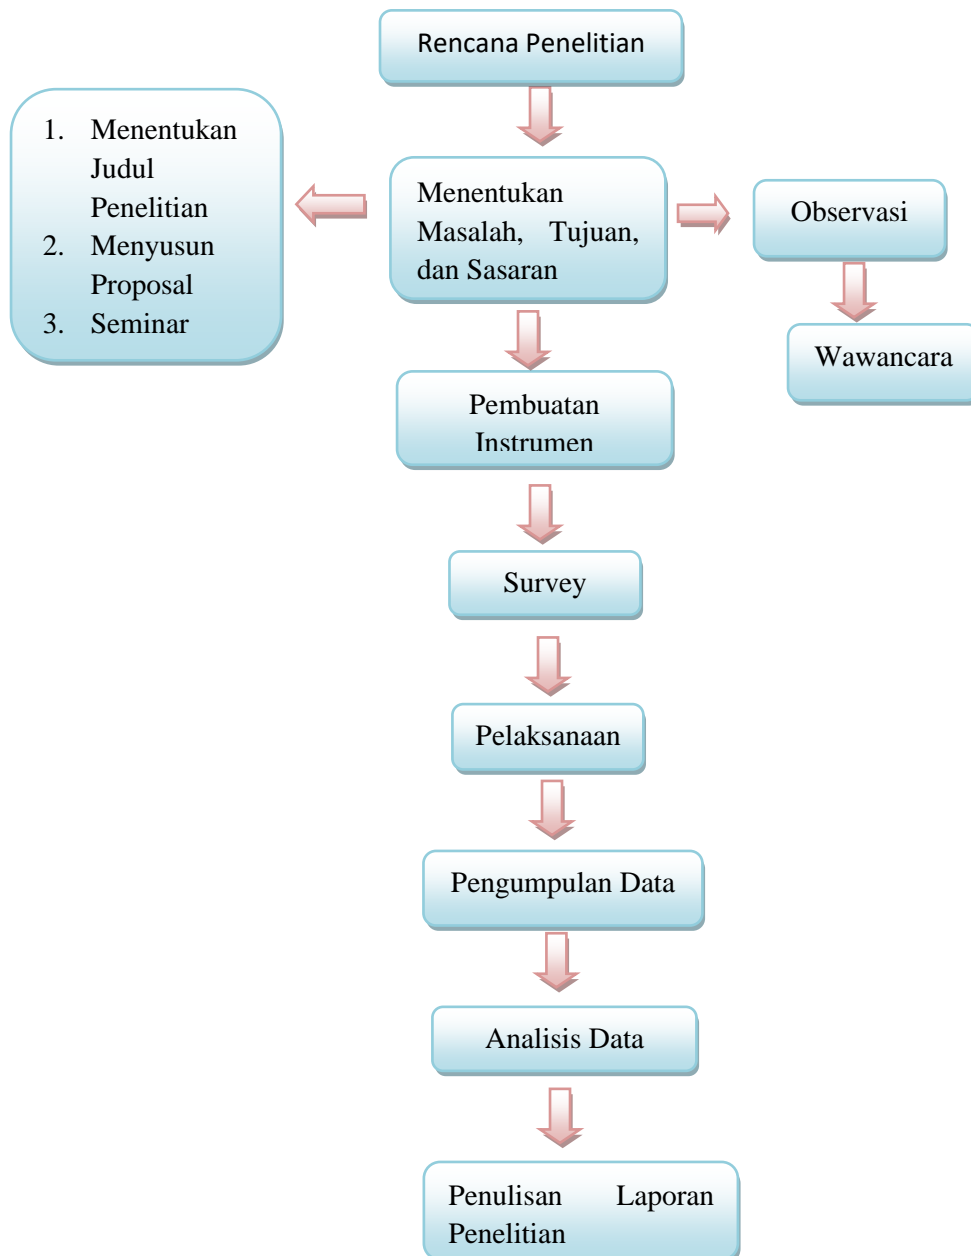 Rencana Penelitian
1. Menentukan
Judul
Penelitian
2. Menyusun
Proposal
3. Seminar
Menentukan
Masalah, Tujuan,
dan Sasaran
Observasi
Wawancara
Pembuatan
Instrumen
Survey
Pelaksanaan
Pengumpulan Data
Analisis Data
Penulisan Laporan
Penelitian